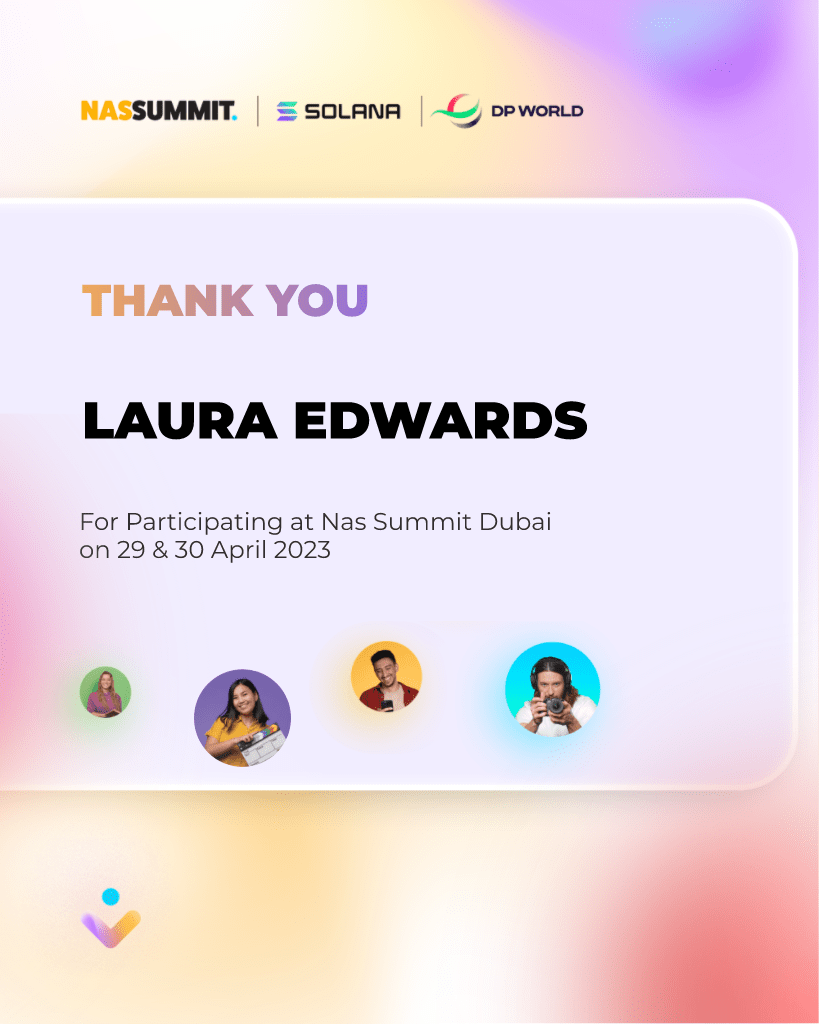 NASSUMMIT. | SOLANA | DP WORLD
THANK YOU
LAURA EDWARDS
For Participating at Nas Summit Dubai
on 29 & 30 April 2023